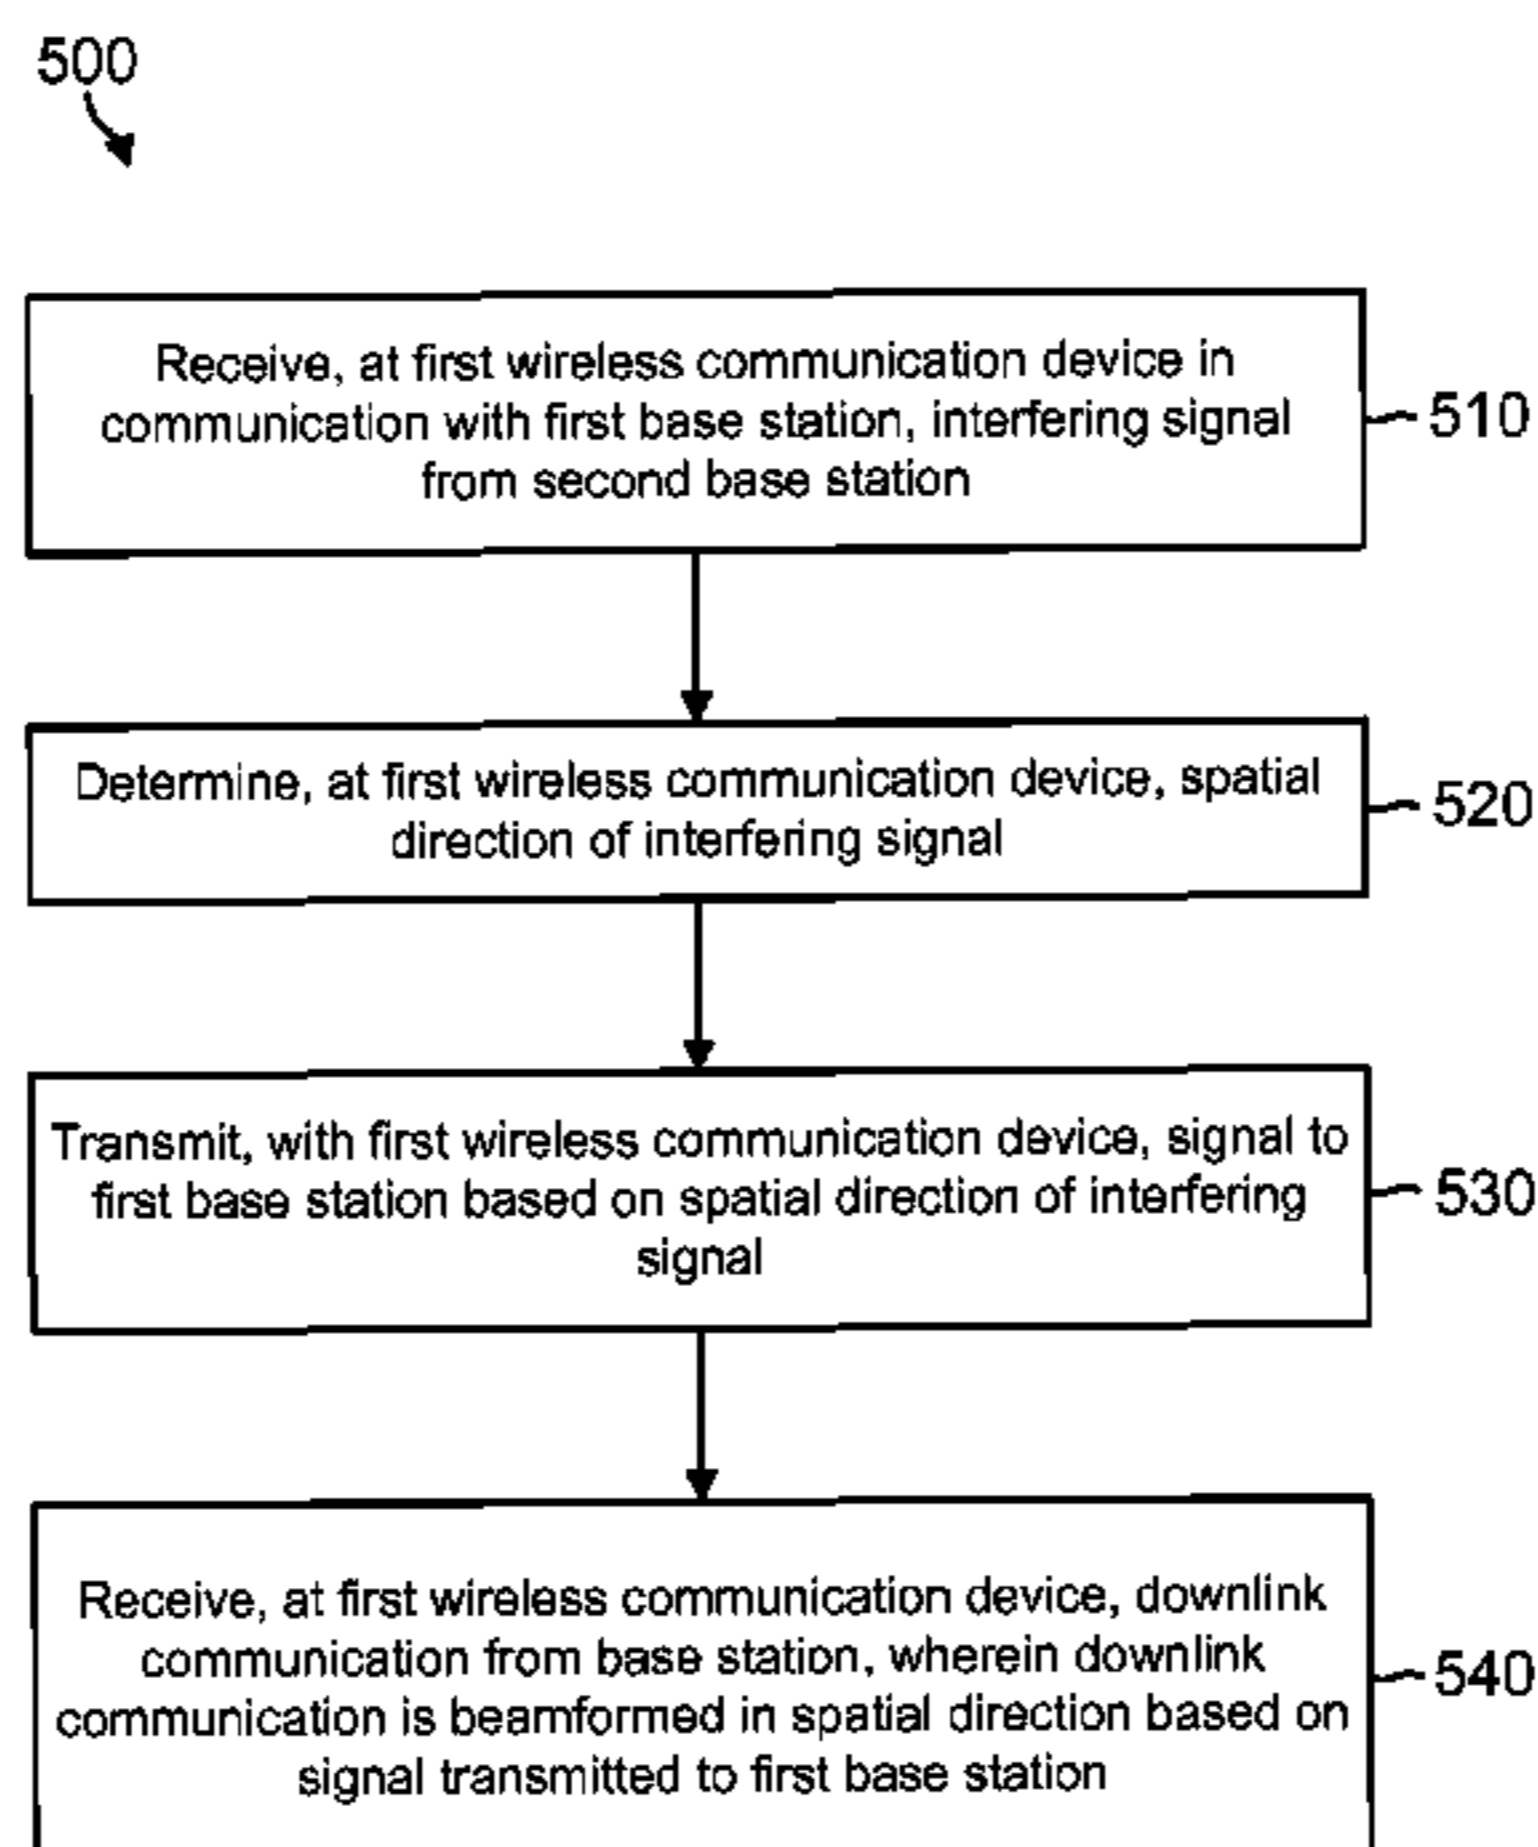 500
Receive, at first wireless communication device in
communication with first base station, interfering signal
from second base station
510
Determine, at first wireless communication device, spatial
direction of interfering signal
520
Transmit, with first wireless communication device, signal to
first base station based on spatial direction of interfering
signal
530
Receive, at first wireless communication device, downlink
communication from base station, wherein downlink
communication is beamformed in spatial direction based on
signal transmitted to first base station
540